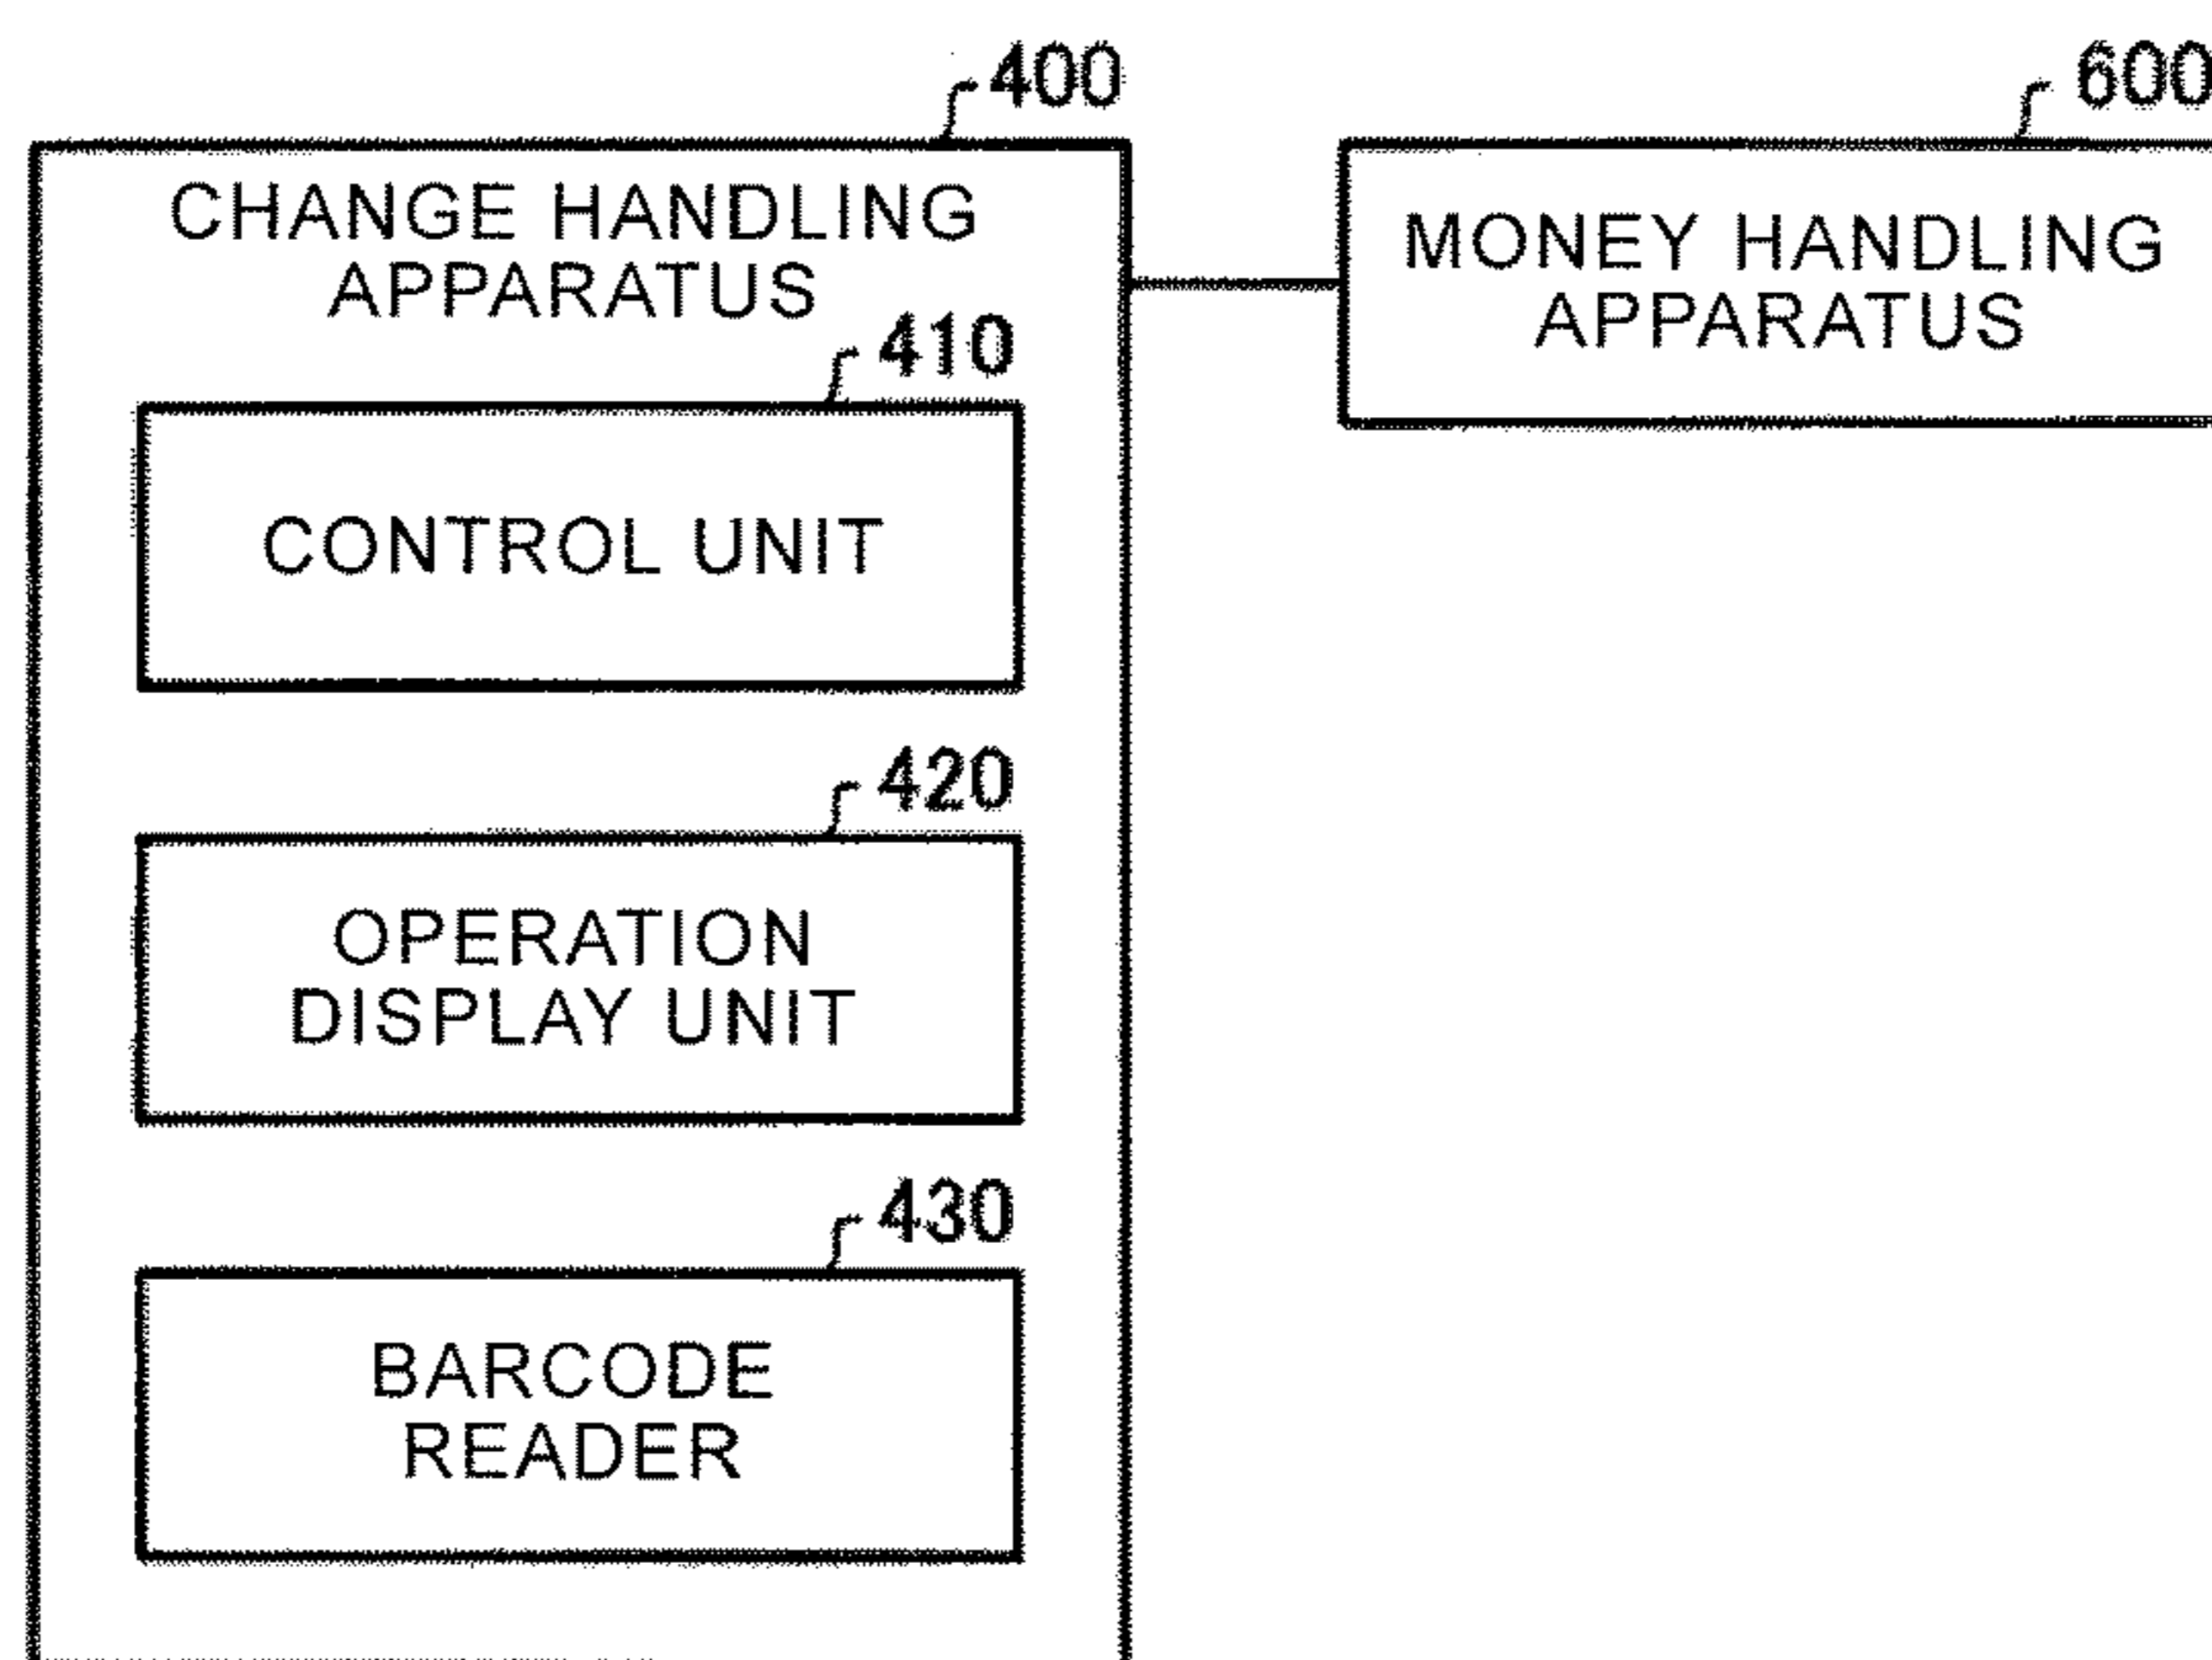 400
CHANGE HANDLING
APPARATUS
410
CONTROL UNIT
420
OPERATION
DISPLAY UNIT
430
BARCODE
READER
600
MONEY HANDLING
APPARATUS